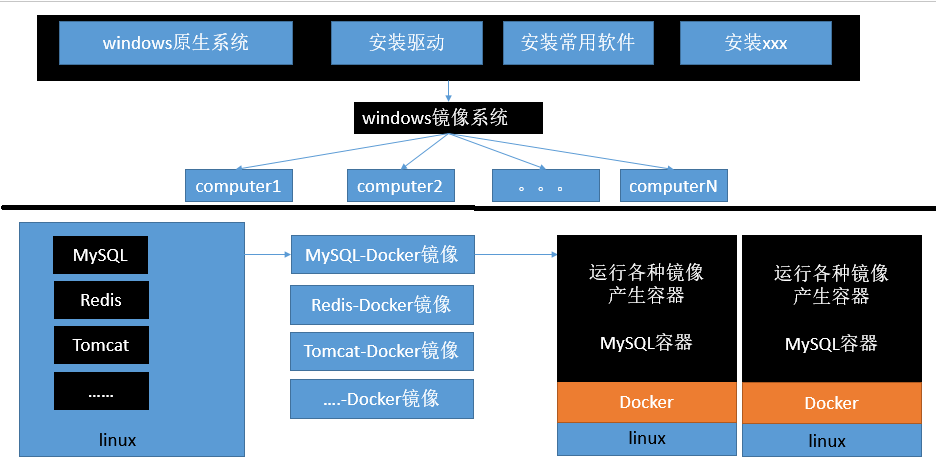 windows原生系统
安装驱动
安装常用软件
安装xxx
windows镜像系统
computer1
computer2
。。。
computerN
MySQL
Redis
Tomcat
……
linux
MySQL-Docker镜像
Redis-Docker镜像
Tomcat-Docker镜像
….-Docker镜像
运行各种镜像
产生容器
MySQL容器
Docker
linux
运行各种镜像
产生容器
MySQL容器
Docker
linux